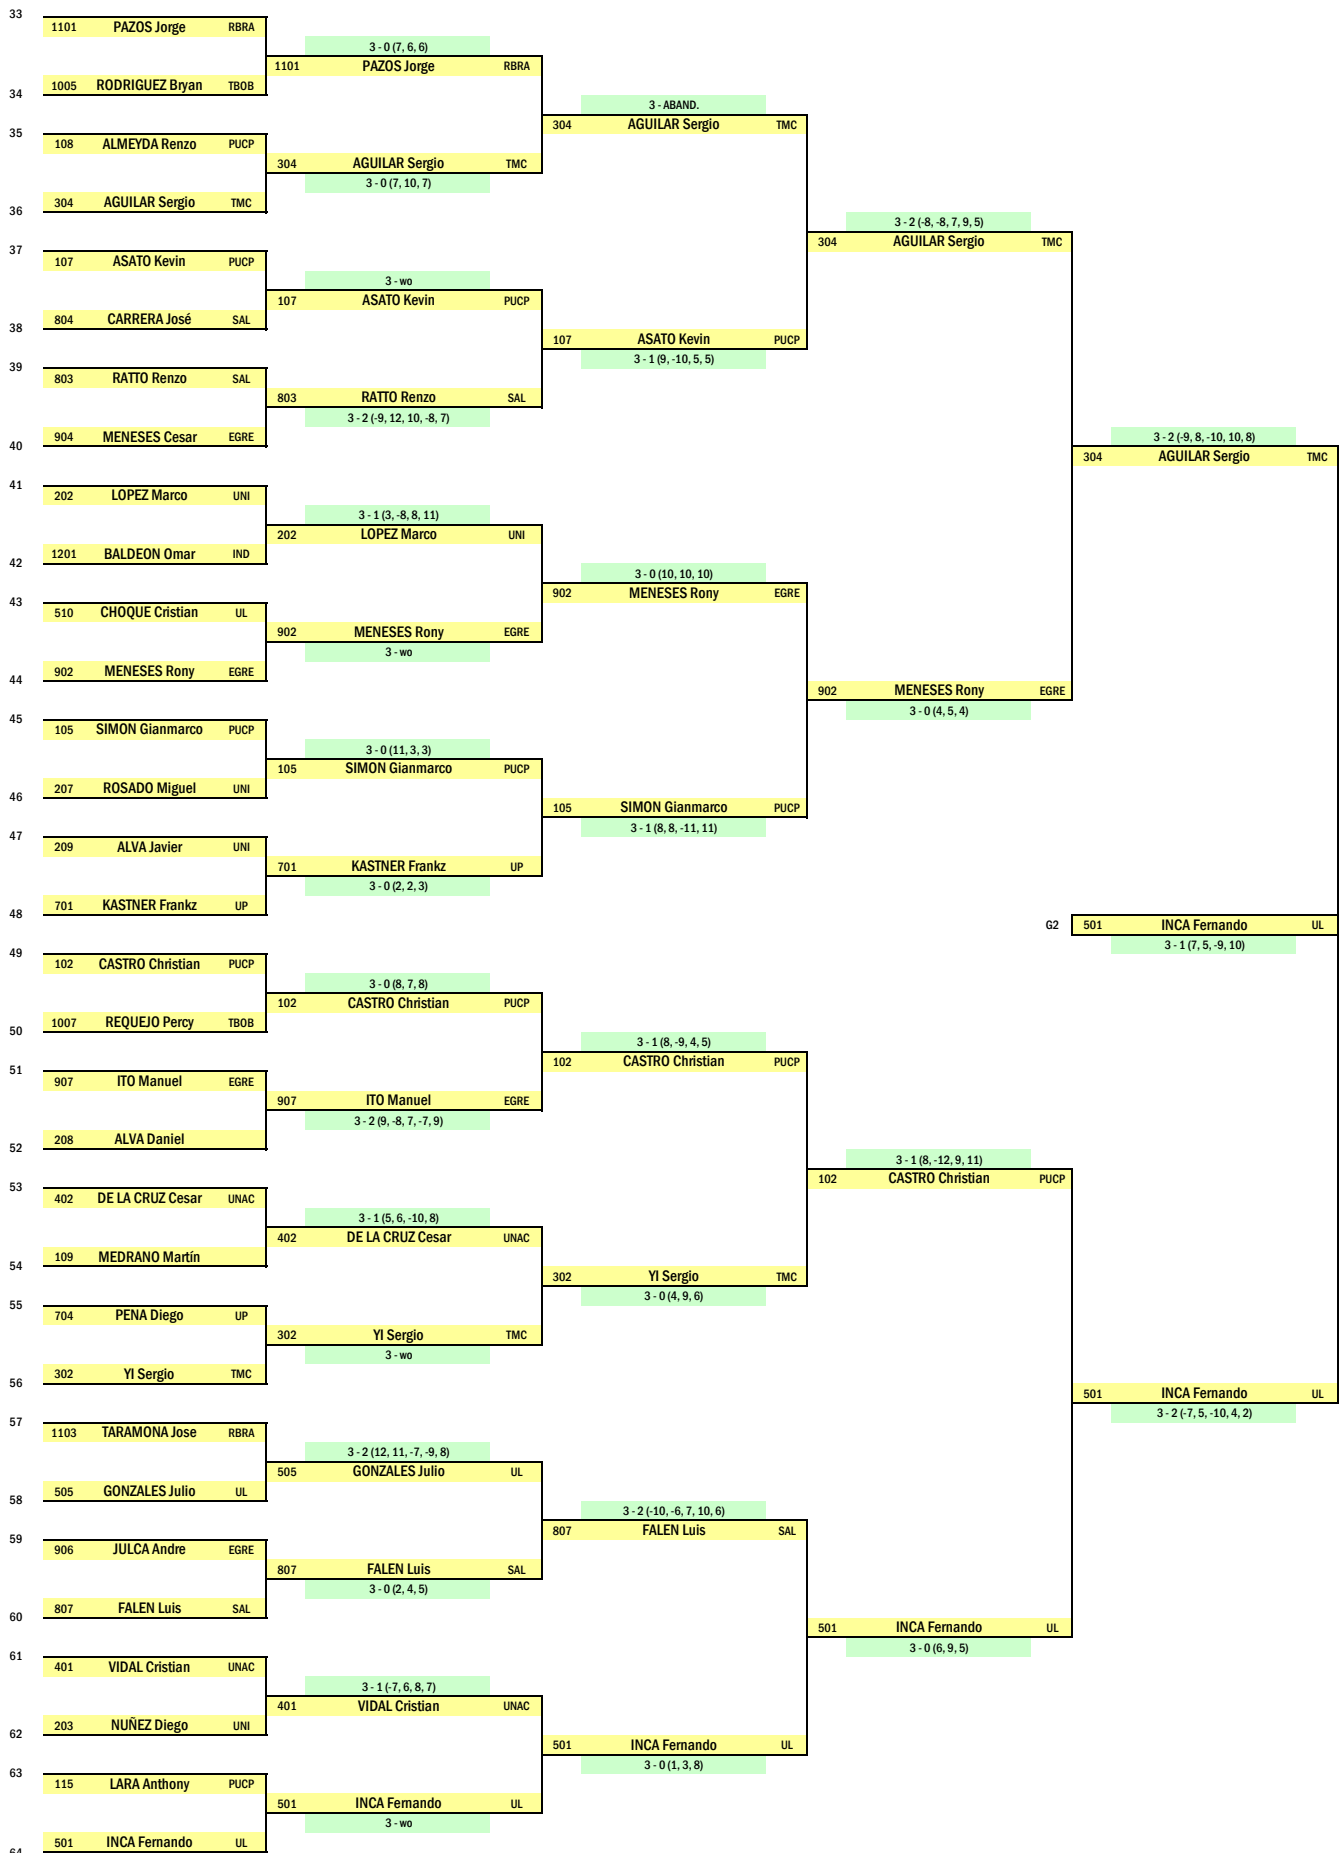 33
1101 PAZOS Jorge RBRA
3 - 0 (7, 6, 6)
1101 PAZOS Jorge RBRA
1005 RODRIGUEZ Bryan TBOB
34
3 - ABAND.
304 AGUILAR Sergio TMC
35
108 ALMEYDA Renzo PUCP
304 AGUILAR Sergio TMC
3 - 0 (7, 10, 7)
304 AGUILAR Sergio TMC
36
3 - 2 (-8, -8, 7, 9, 5)
304 AGUILAR Sergio TMC
37
107 ASATO Kevin PUCP
3 - wo
107 ASATO Kevin PUCP
804 CARRERA José SAL
38
107 ASATO Kevin PUCP
3 - 1 (9, -10, 5, 5)
39
803 RATTO Renzo SAL
803 RATTO Renzo SAL
3 - 2 (-9, 12, 10, -8, 7)
904 MENESES Cesar EGRE
40
3 - 2 (-9, 8, -10, 10, 8)
304 AGUILAR Sergio TMC
41
202 LOPEZ Marco UNI
3 - 1 (3, -8, 8, 11)
202 LOPEZ Marco UNI
1201 BALDEON Omar IND
42
3 - 0 (10, 10, 10)
902 MENESES Rony EGRE
43
510 CHOQUE Cristian UL
902 MENESES Rony EGRE
3 - wo
902 MENESES Rony EGRE
44
902 MENESES Rony EGRE
3 - 0 (4, 5, 4)
45
105 SIMON Gianmarco PUCP
3 - 0 (11, 3, 3)
105 SIMON Gianmarco PUCP
207 ROSADO Miguel UNI
46
105 SIMON Gianmarco PUCP
3 - 1 (8, 8, -11, 11)
47
209 ALVA Javier UNI
701 KASTNER Frankz UP
3 - 0 (2, 2, 3)
701 KASTNER Frankz UP
48
G2 501 INCA Fernando UL
3 - 1 (7, 5, -9, 10)
49
102 CASTRO Christian PUCP
3 - 0 (8, 7, 8)
102 CASTRO Christian PUCP
1007 REQUEJO Percy TBOB
50
3 - 1 (8, -9, 4, 5)
102 CASTRO Christian PUCP
51
907 ITO Manuel EGRE
907 ITO Manuel EGRE
3 - 2 (9, -8, 7, -7, 9)
208 ALVA Daniel
52
3 - 1 (8, -12, 9, 11)
102 CASTRO Christian PUCP
53
402 DE LA CRUZ Cesar UNAC
3 - 1 (5, 6, -10, 8)
402 DE LA CRUZ Cesar UNAC
109 MEDRANO Martín
54
302 YI Sergio TMC
3 - 0 (4, 9, 6)
55
704 PENA Diego UP
302 YI Sergio TMC
3 - wo
302 YI Sergio TMC
56
501 INCA Fernando UL
3 - 2 (-7, 5, -10, 4, 2)
57
1103 TARAMONA Jose RBRA
3 - 2 (12, 11, -7, -9, 8)
505 GONZALES Julio UL
505 GONZALES Julio UL
58
3 - 2 (-10, -6, 7, 10, 6)
807 FALEN Luis SAL
59
906 JULCA Andre EGRE
807 FALEN Luis SAL
3 - 0 (2, 4, 5)
807 FALEN Luis SAL
60
501 INCA Fernando UL
3 - 0 (6, 9, 5)
61
401 VIDAL Cristian UNAC
3 - 1 (-7, 6, 8, 7)
401 VIDAL Cristian UNAC
203 NUÑEZ Diego UNI
62
501 INCA Fernando UL
3 - 0 (1, 3, 8)
63
115 LARA Anthony PUCP
501 INCA Fernando UL
3 - wo
501 INCA Fernando UL
64